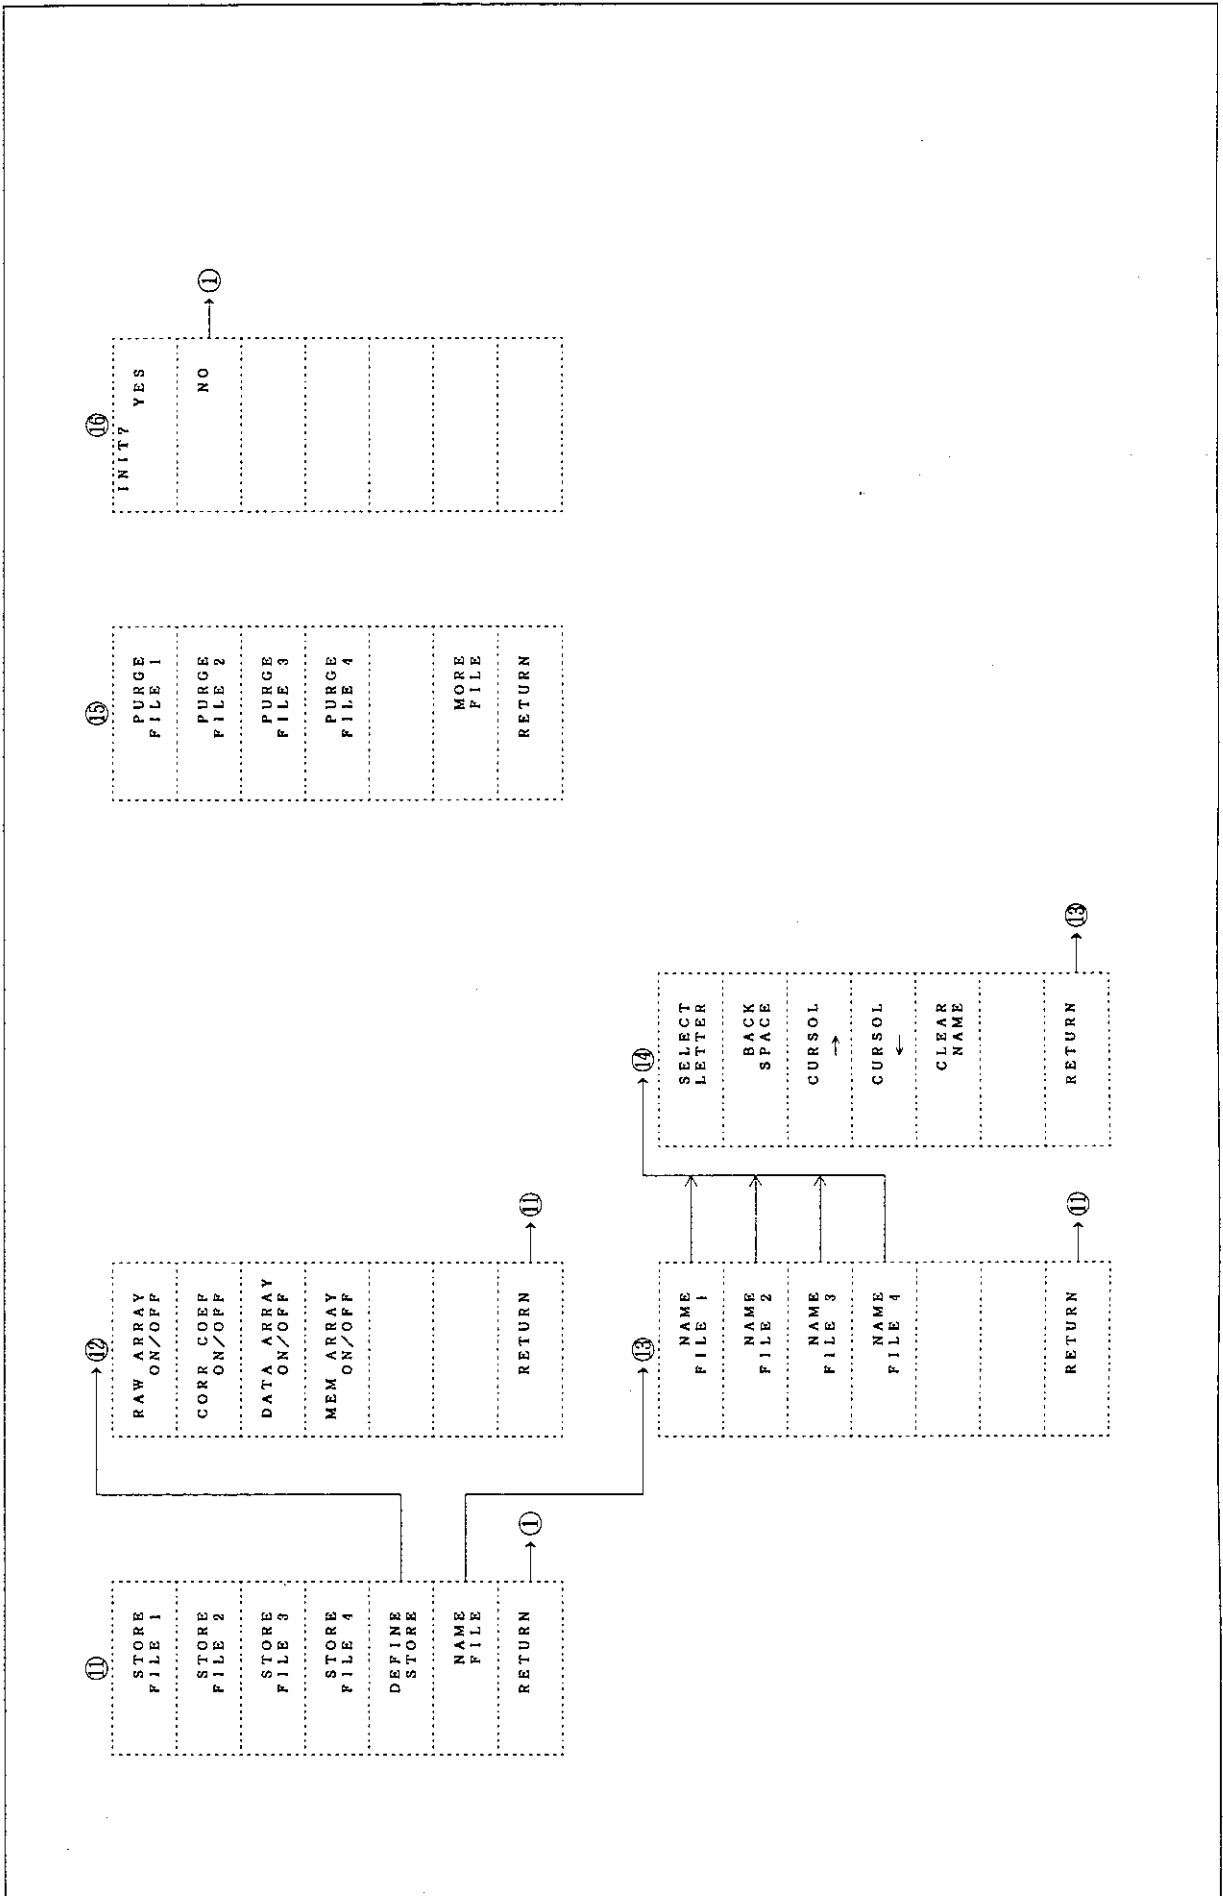 ⑪
STORE
FILE 1
STORE
FILE 2
STORE
FILE 3
STORE
FILE 4
DEFINE
STORE
NAME
FILE
RETURN
①
⑫
RAW ARRAY
ON/OFF
CORR COEF
ON/OFF
DATA ARRAY
ON/OFF
MEM ARRAY
ON/OFF
RETURN
⑪
⑬
NAME
FILE 1
NAME
FILE 2
NAME
FILE 3
NAME
FILE 4
RETURN
⑪
⑭
SELECT
LETTER
BACK
SPACE
CURSOL
→
CURSOL
←
CLEAR
NAME
RETURN
⑬
⑮
PURGE
FILE 1
PURGE
FILE 2
PURGE
FILE 3
PURGE
FILE 4
MORE
FILE
RETURN
⑯
INIT?
YES
NO
①